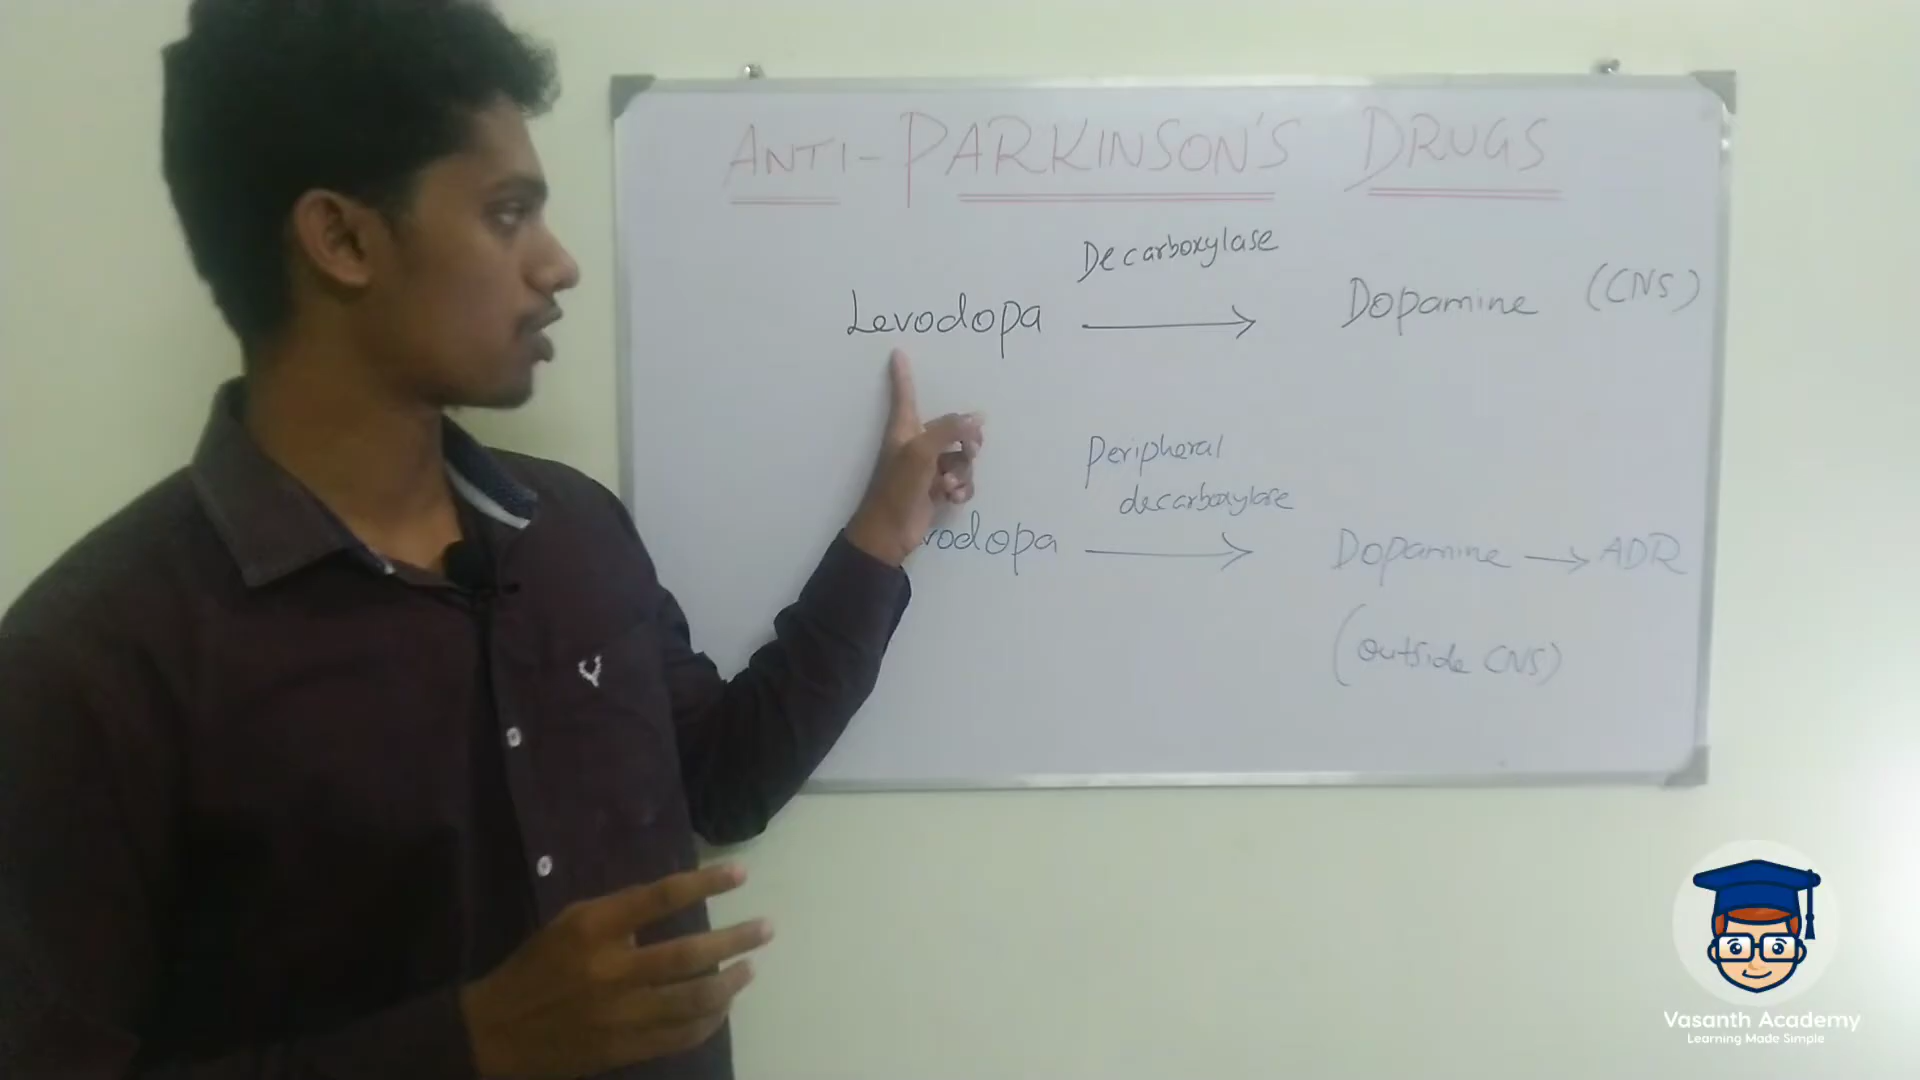 ANTI-PARKINSON'S DRUGS
Decarboxylase
Levodopa → Dopamine (CNS)
Peripheral
decarboxylase
vodopa → Dopamine → ADR
(outside CNS)
Vasanth Academy
Learning Made Simple